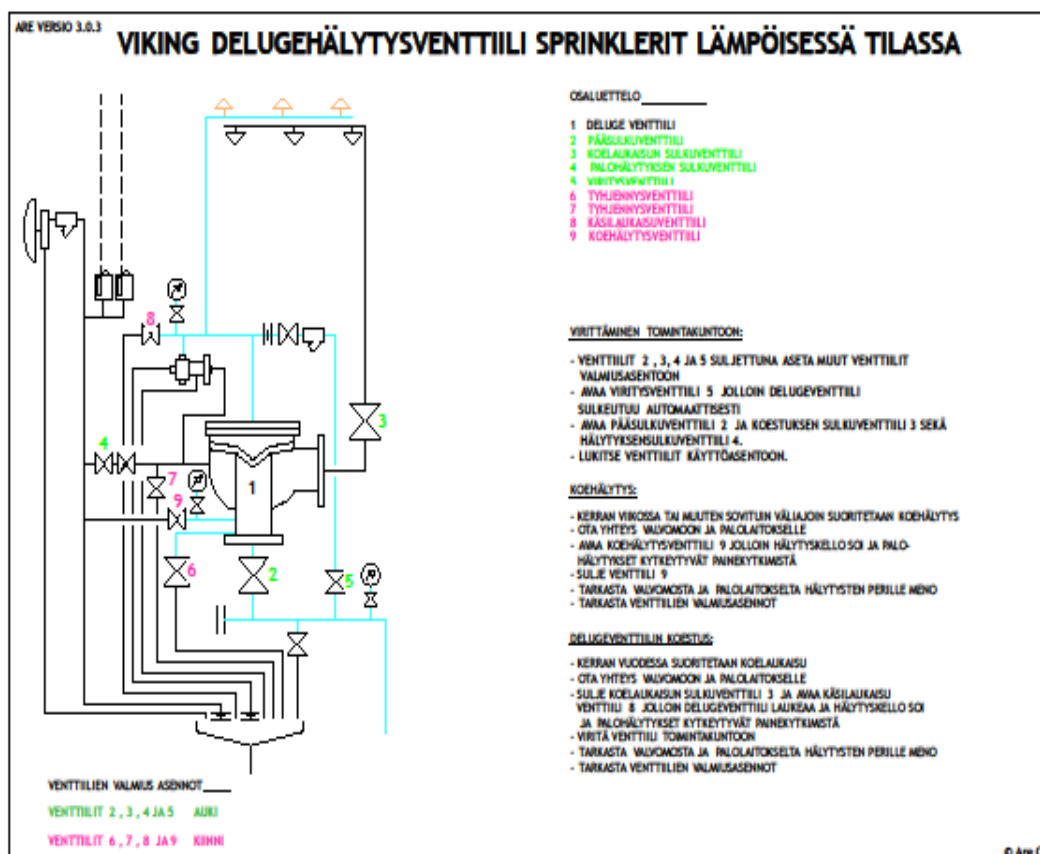 ARE VERSIO 3.0.3
VIKING DELUGEHÄLYTYSVENTTIILI SPRINKLERIT LÄMPÖISESSÄ TILASSA
OSALUETTELO
1 DELUGE VENTTIILI
2 PÄÄSULKUVENTTIILI
3 KOELAUKAISUN SULKUVENTTIILI
4 PALOHÄLYTYKSEN SULKUVENTTIILI
5 VIRITYSVENTTIILI
6 TYHJENNYSVENTTIILI
7 TYHJENNYSVENTTIILI
8 KÄSILAUKAISUVENTTIILI
9 KOEHÄLYTYSVENTTIILI
8
3
4
7
1
9
6
2
5
VIRITTÄMINEN TOIMINTAKUNTOON:
- VENTTIILIT 2 , 3, 4 JA 5 SULJETTUNA ASETA MUUT VENTTIILIT
VALMIUSASENTOON
- AVAA VIRITYSVENTTIILI 5 JOLLOIN DELUGEVENTTIILI
SULKEUTUU AUTOMAATTISESTI
- AVAA PÄÄSULKUVENTTIILI 2 JA KOESTUKSEN SULKUVENTTIILI 3 SEKÄ
HÄLYTYKSENSULKUVENTTIILI 4.
- LUKITSE VENTTIILIT KÄYTTÖASENTOON.
KOEHÄLYTYS:
- KERRAN VIIKOSSA TAI MUUTEN SOVITUIN VÄLIAJOIN SUORITETAAN KOEHÄLYTYS
- OTA YHTEYS VALVOMOON JA PALOLAITOKSELLE
- AVAA KOEHÄLYTYSVENTTIILI 9 JOLLOIN HÄLYTYSKELLO SOI JA PALO-
HÄLYTYKSET KYTKEYTYVÄT PAINEKYTKIMISTÄ
- SULJE VENTTIILI 9
- TARKASTA VALVOMOSTA JA PALOLAITOKSELTA HÄLYTYSTEN PERILLE MENO
- TARKASTA VENTTIILIEN VALMIUSASENNOT
DELUGEVENTTIILIN KOESTUS:
- KERRAN VUODESSA SUORITETAAN KOELAUKAISU
- OTA YHTEYS VALVOMOON JA PALOLAITOKSELLE
- SULJE KOELAUKAISUN SULKUVENTTIILI 3 JA AVAA KÄSILAUKAISU
VENTTIILI 8 JOLLOIN DELUGEVENTTIILI LAUKEAA JA HÄLYTYSKELLO SOI
JA PALOHÄLYTYKSET KYTKEYTYVÄT PAINEKYTKIMISTÄ
- VIRITÄ VENTTIILI TOIMINTAKUNTOON
- TARKASTA VALVOMOSTA JA PALOLAITOKSELTA HÄLYTYSTEN PERILLE MENO
- TARKASTA VENTTIILIEN VALMIUSASENNOT
VENTTIILIEN VALMIUS ASENNOT
VENTTIILIT 2 , 3 , 4 JA 5 AUKI
VENTTIILIT 6 , 7 , 8 JA 9 KIINNI
© Are